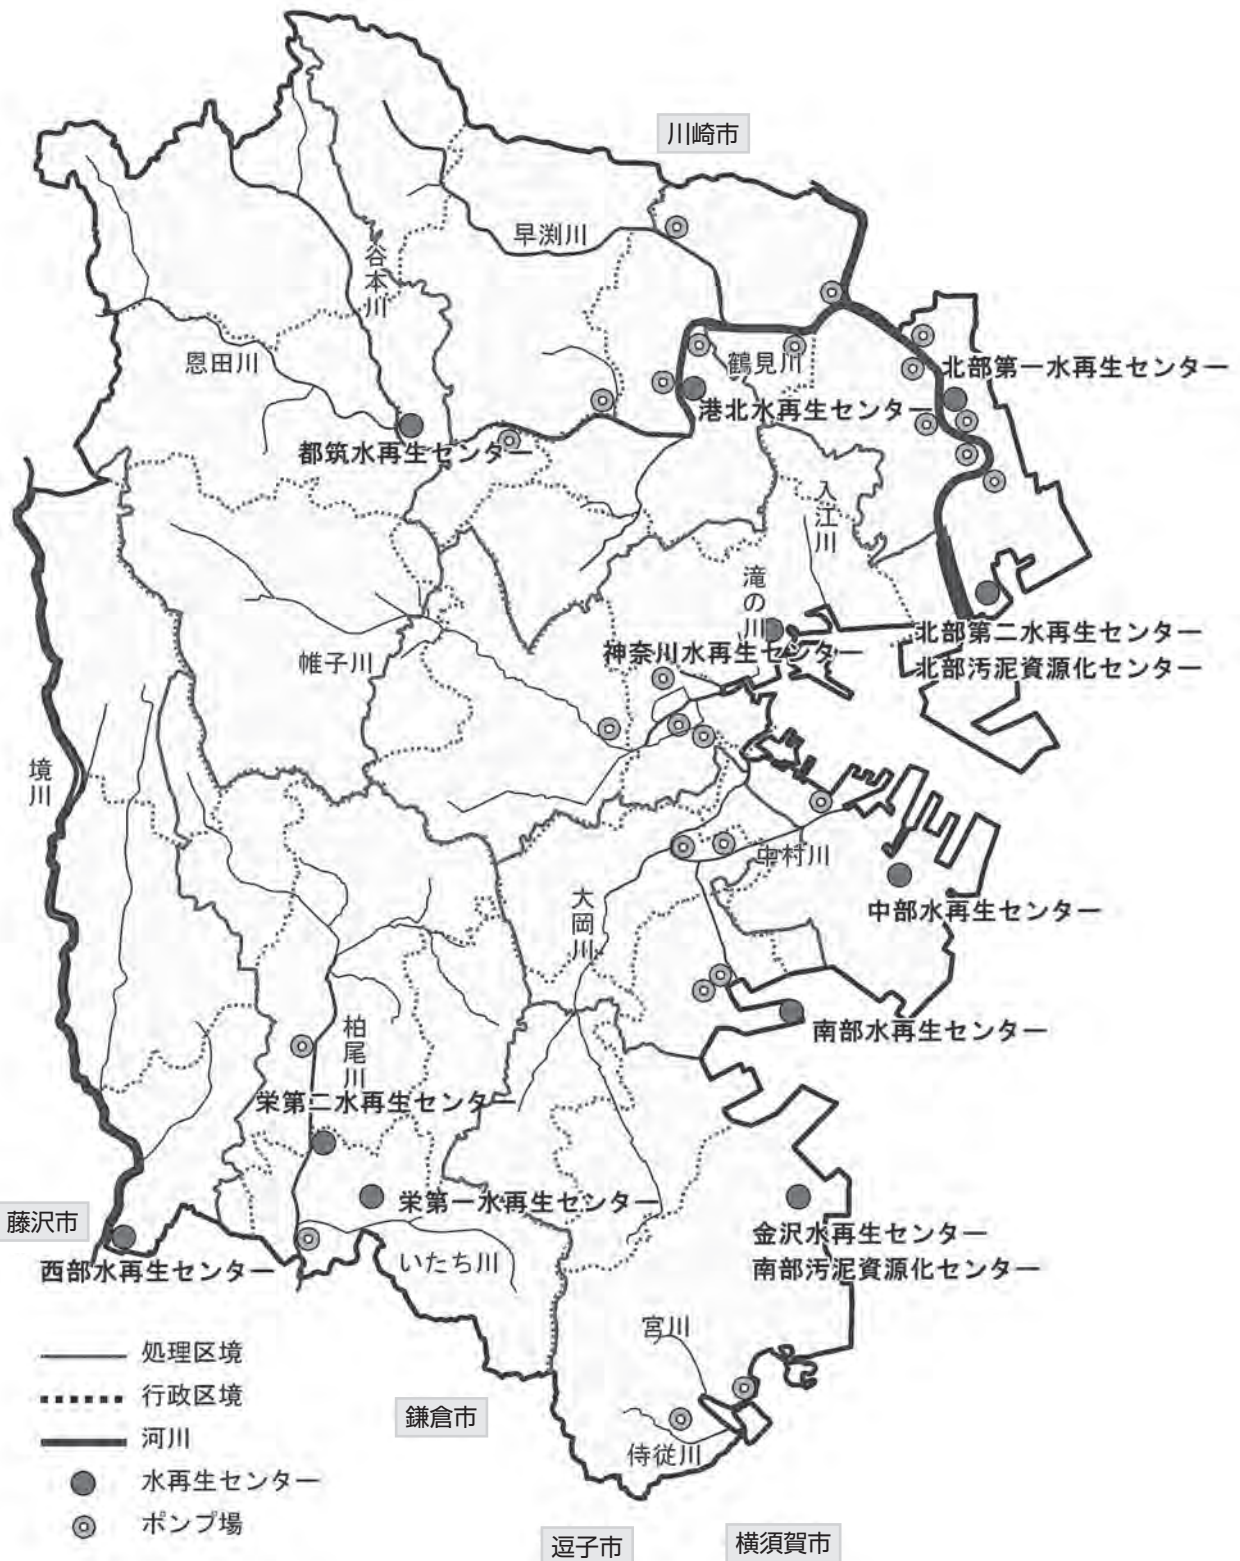 川崎市
早渕川
谷本川
恩田川
鶴見川
北部第一水再生センター
港北水再生センター
都筑水再生センター
入江川
滝の川
北部第二水再生センター
北部汚泥資源化センター
神奈川水再生センター
帷子川
境川
中村川
大岡川
中部水再生センター
柏尾川
南部水再生センター
栄第二水再生センター
栄第一水再生センター
藤沢市
金沢水再生センター
南部汚泥資源化センター
西部水再生センター
いたち川
宮川
処理区境
行政区境
河川
水再生センター
ポンプ場
鎌倉市
侍従川
逗子市
横須賀市